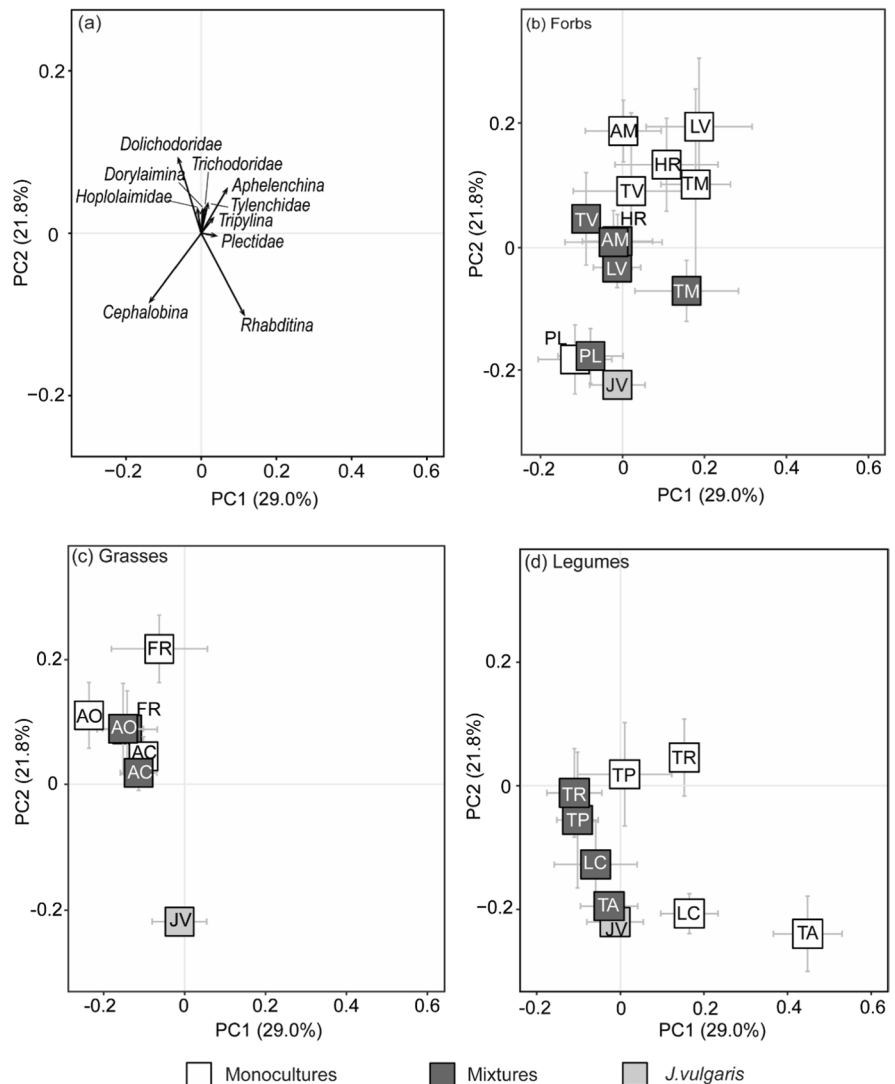 (a)
0.2
0
−0.2
PC2 (21.8%)
Dolichodoridae
Trichodoridae
Dorylaimina
Aphelenchina
Hoplolaimidae
Tylenchidae
Tripylina
Plectidae
Cephalobina
Rhabditina
−0.2 0 0.2 0.4 0.6
PC1 (29.0%)
(b) Forbs
0.2
0
-0.2
PC2 (21.8%)
AM
LV
HR
TM
TV
TV
HR
AM
LV
TM
PL
PL
JV
-0.2 0 0.2 0.4 0.6
PC1 (29.0%)
(c) Grasses
0.2
0
−0.2
PC2 (21.8%)
FR
AO
FR
AO
AC
AC
JV
-0.2 0 0.2 0.4 0.6
PC1 (29.0%)
(d) Legumes
0.2
0
−0.2
PC2 (21.8%)
TR
TP
TR
TP
LC
TA
JV
LC
TA
-0.2 0 0.2 0.4 0.6
PC1 (29.0%)
Monocultures Mixtures J.vulgaris